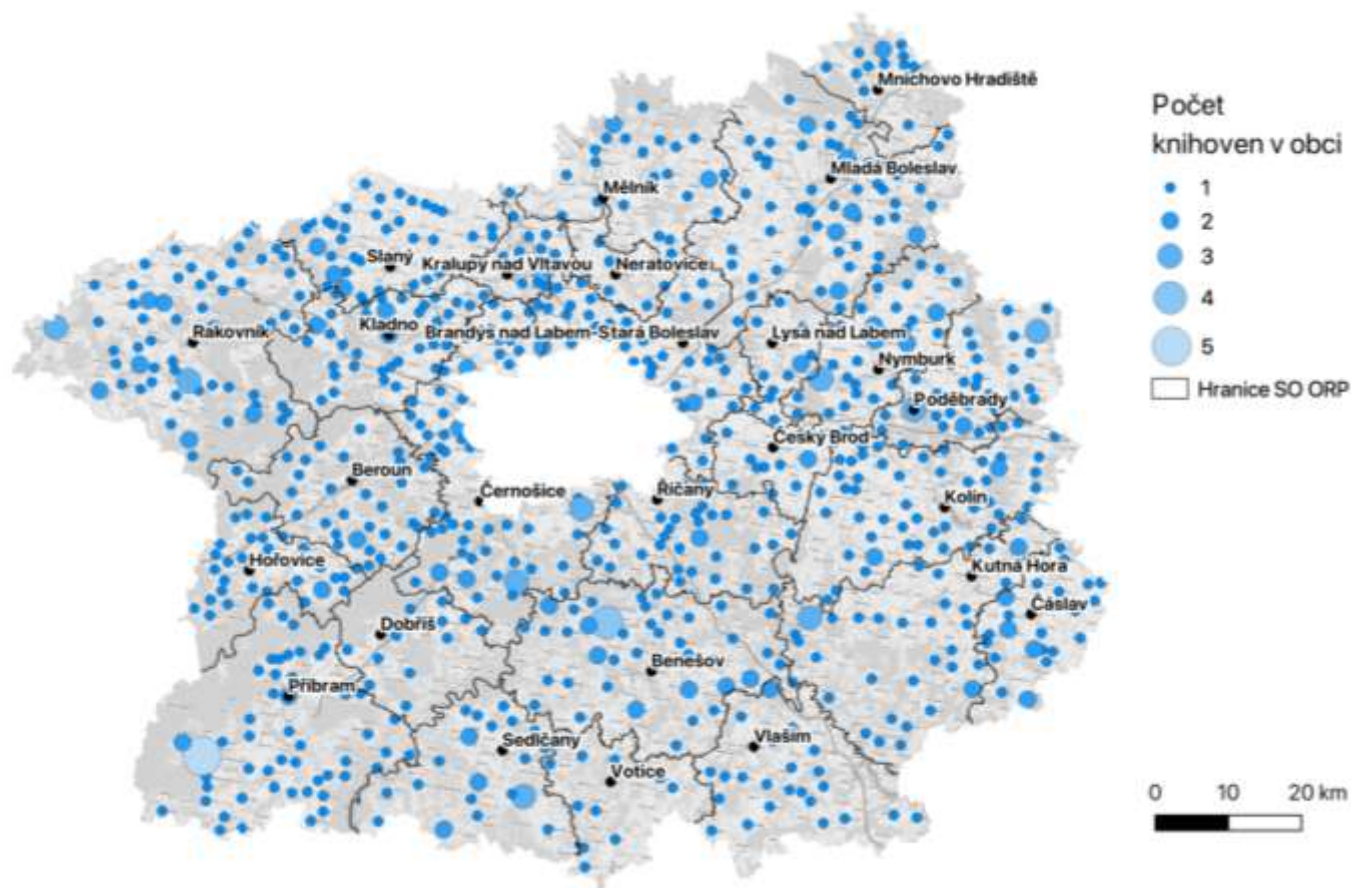 Mnichovo Hradiště
Počet
knihoven v obci
Mladá Boleslav
1
Mělník
2
Slaný
Kralupy nad Vltavou
Neratovice
3
4
Rakovník
Kladno
Brandýs nad Labem-Stará Boleslav
Lysá nad Labem
5
Nymburk
Hranice SO ORP
Poděbrady
Český Brod
Beroun
Černošice
Říčany
Kolín
Hořovice
Kutná Hora
Čáslav
Dobříš
Benešov
Příbram
Sedlčany
Vlašim
Votice
0 10 20 km